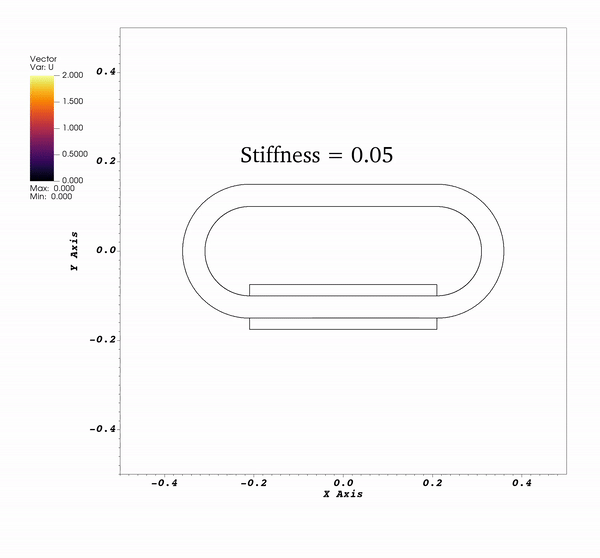 Vector
Var: U
2.000
1.500
1.000
0.5000
0.000
Max: 0.000
Min: 0.000
Stiffness = 0.05
Y Axis
0.4
0.2
0.0
-0.2
-0.4
-0.4
-0.2
0.0
0.2
0.4
X Axis